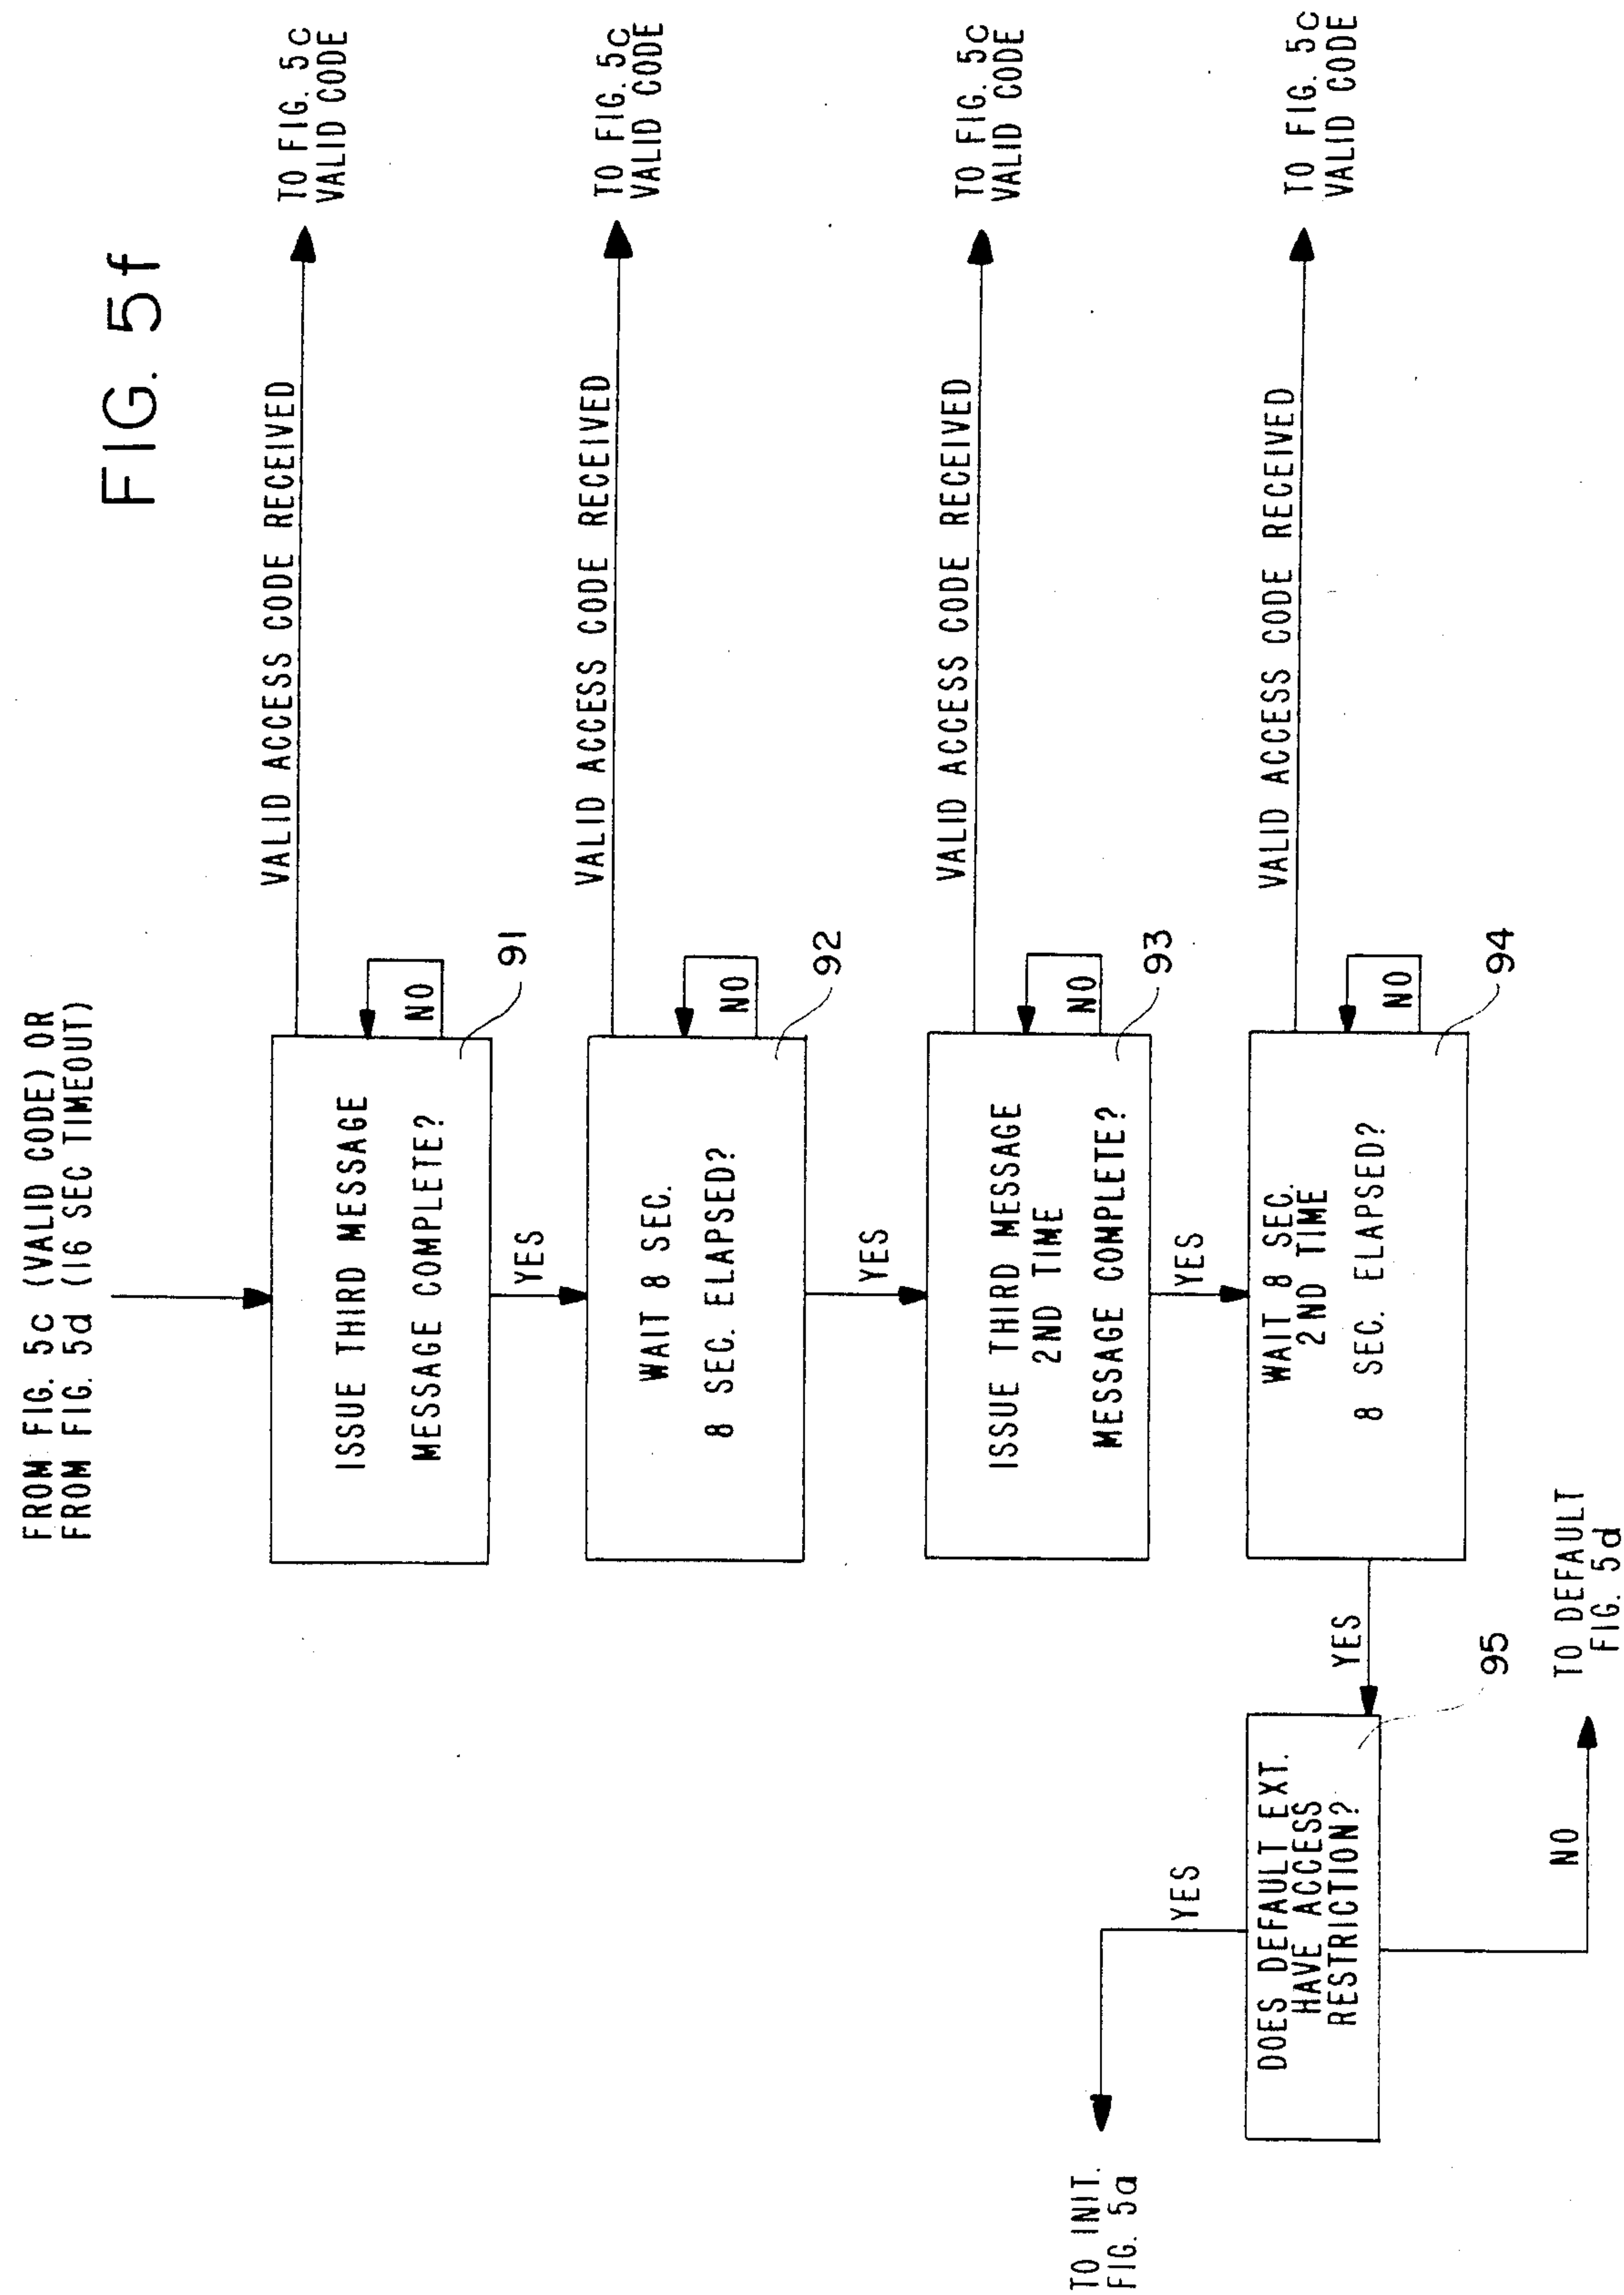 FIG. 5f
FROM FIG. 5c (VALID CODE) OR
FROM FIG. 5d (16 SEC TIMEOUT)
ISSUE THIRD MESSAGE
MESSAGE COMPLETE?
NO
91
VALID ACCESS CODE RECEIVED
TO FIG. 5c
VALID CODE
YES
WAIT 8 SEC.
8 SEC. ELAPSED?
NO
92
VALID ACCESS CODE RECEIVED
TO FIG. 5c
VALID CODE
YES
ISSUE THIRD MESSAGE
2ND TIME
MESSAGE COMPLETE?
NO
93
VALID ACCESS CODE RECEIVED
TO FIG. 5c
VALID CODE
YES
WAIT 8 SEC.
2ND TIME
8 SEC. ELAPSED?
NO
94
VALID ACCESS CODE RECEIVED
TO FIG. 5c
VALID CODE
YES
DOES DEFAULT EXT.
HAVE ACCESS
RESTRICTION?
95
YES
TO INIT.
FIG. 5a
NO
TO DEFAULT
FIG. 5d